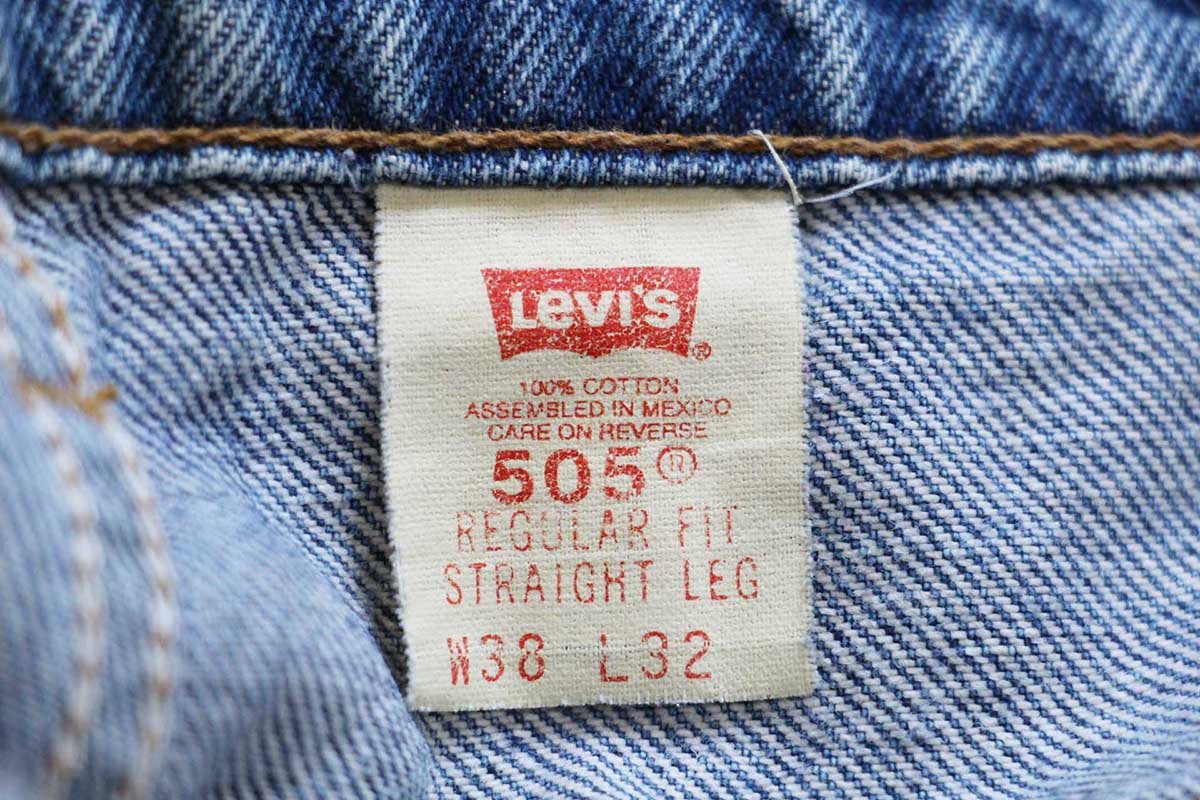 Levi's ®
100% COTTON
ASSEMBLED IN MEXICO
CARE ON REVERSE
505 ®
REGULAR FIT
STRAIGHT LEG
W38 L32